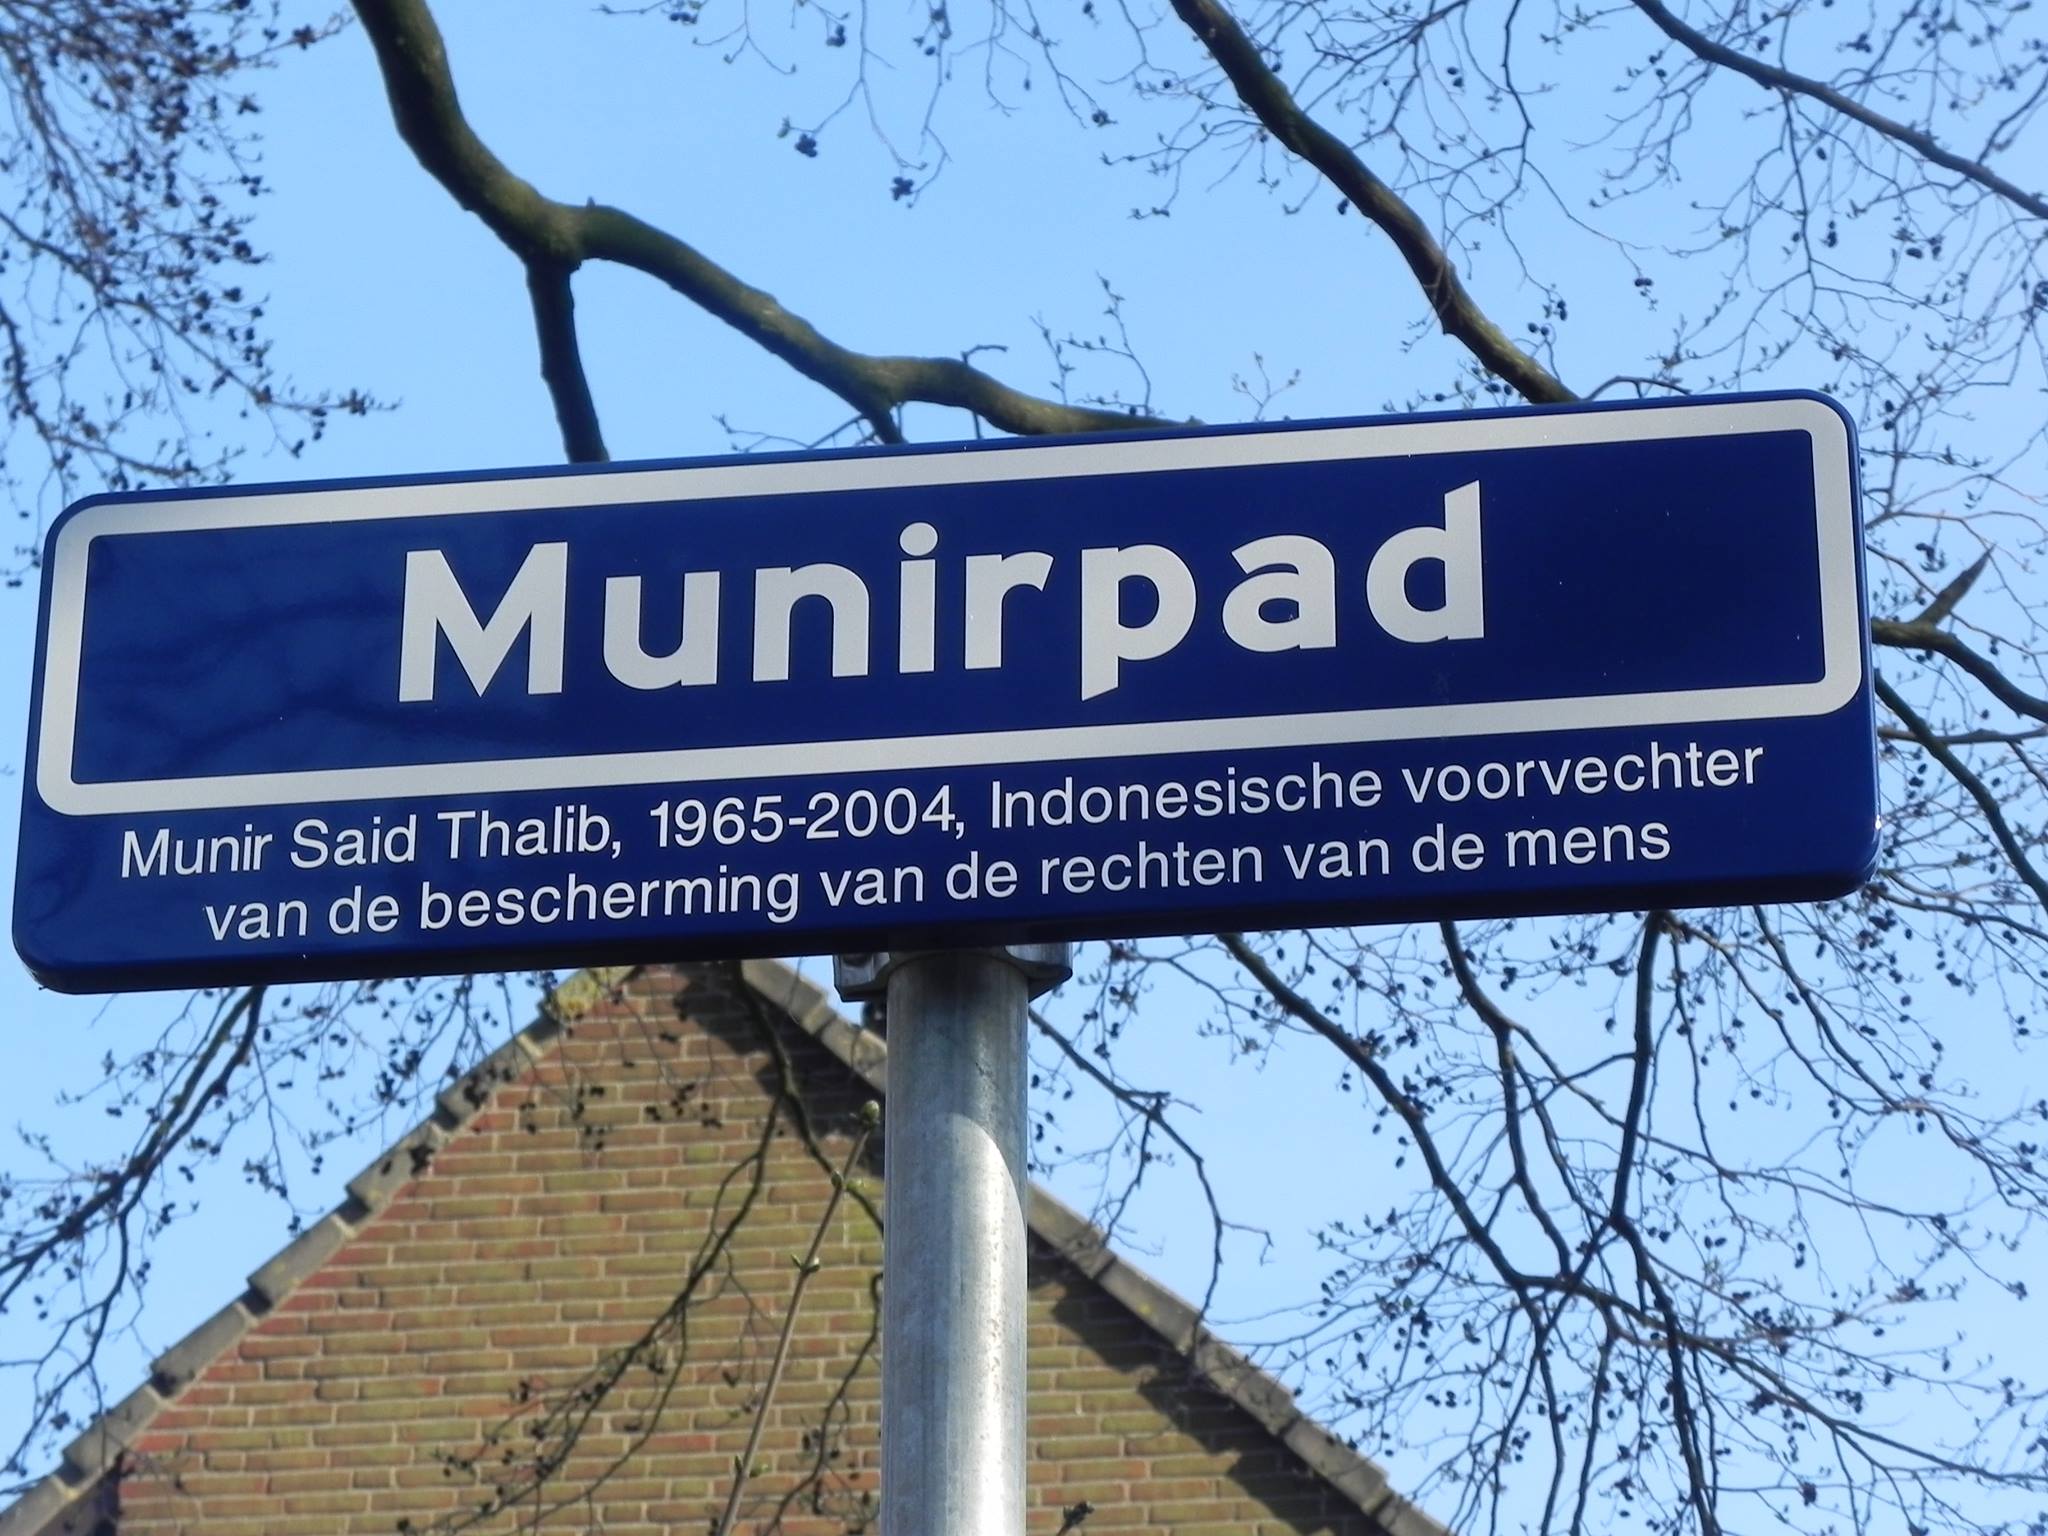 Munirpad
Munir Said Thalib, 1965-2004, Indonesische voorvechter
van de bescherming van de rechten van de mens